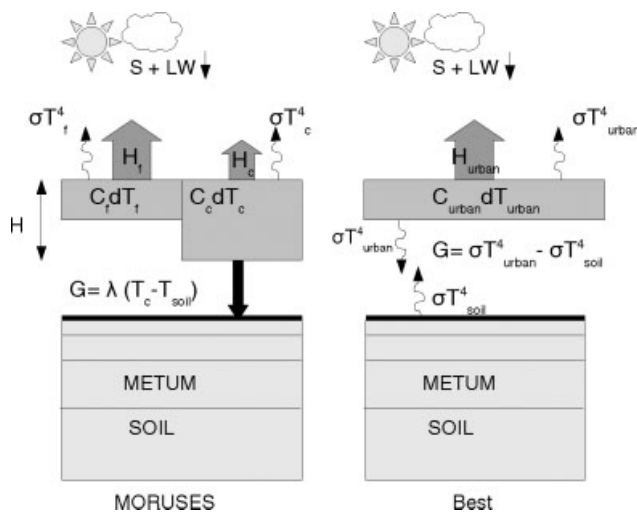 S + LW
σT⁴f
Hf
Hc
σT⁴c
CfdTf
CcdTc
H
G= λ (Tc-Tsoil)
METUM
SOIL
MORUSES
S + LW
Hurban
σT⁴urban
CurbandTurban
σT⁴urban
G= σT⁴urban - σT⁴soil
σT⁴soil
METUM
SOIL
Best